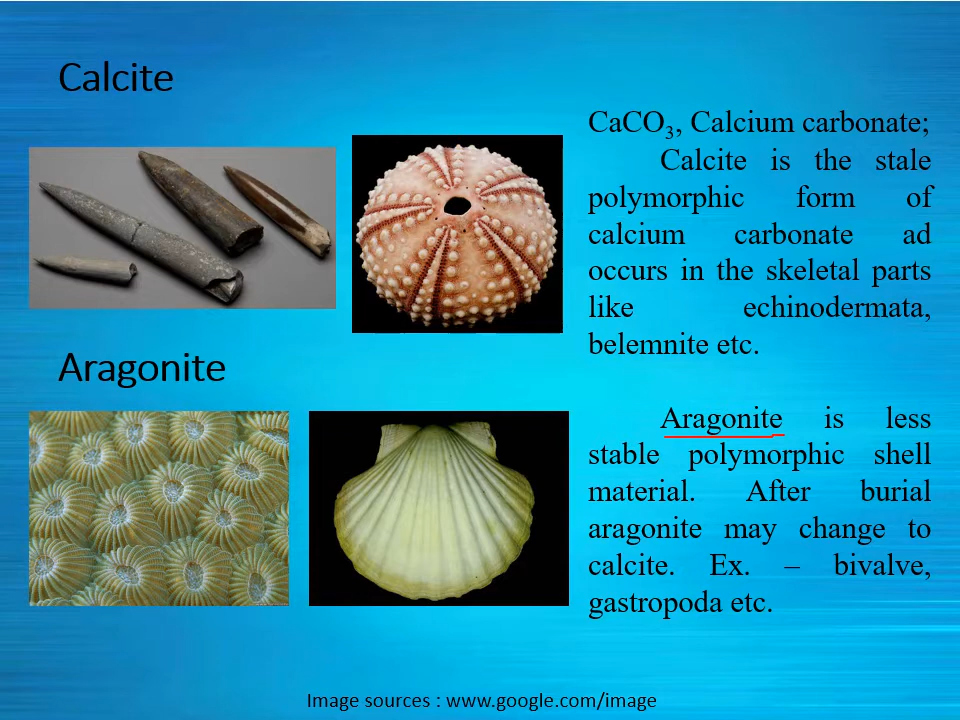 Calcite
CaCO₃, Calcium carbonate;
Calcite is the stale
polymorphic form of
calcium carbonate ad
occurs in the skeletal parts
like echinodermata,
belemnite etc.
Aragonite
Aragonite is less
stable polymorphic shell
material. After burial
aragonite may change to
calcite. Ex. – bivalve,
gastropoda etc.
Image sources : www.google.com/image